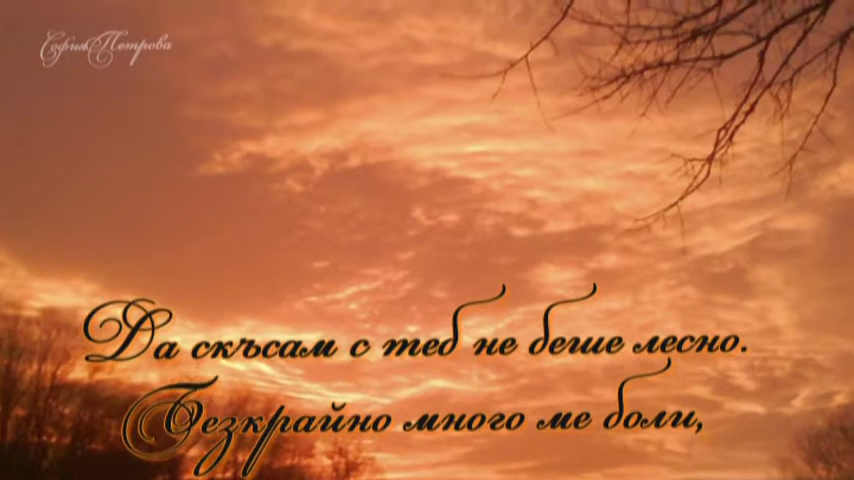 София Петрова
Да скъсам с теб не беше лесно.
Безкрайно много ме боли,